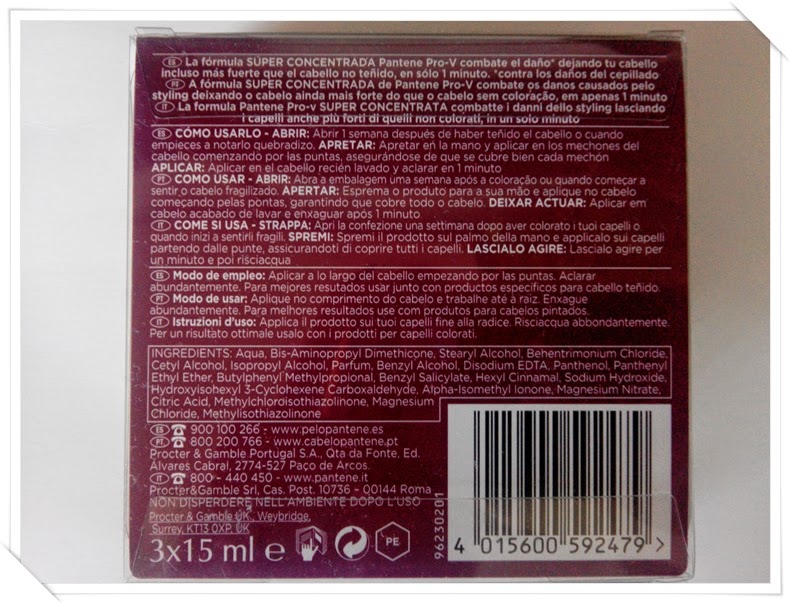 ES La fórmula SÚPER CONCENTRADA Pantene Pro-V combate el daño* dejando tu cabello
incluso más fuerte que el cabello no teñido, en sólo 1 minuto. *contra los daños del cepillado
PT A fórmula SÚPER CONCENTRADA de Pantene Pro-V combate os danos causados pelo
styling deixando o cabelo ainda mais forte do que o cabelo sem coloração, em apenas 1 minuto
IT La formula Pantene Pro-v SUPER CONCENTRATA combatte i danni dello styling lasciando
i capelli anche più forti di quelli non colorati, in un solo minuto
ES CÓMO USARLO - ABRIR: Abrir 1 semana después de haber teñido el cabello o cuando
empieces a notarlo quebradizo. APRETAR: Apretar en la mano y aplicar en los mechones del
cabello comenzando por las puntas, asegurándose de que se cubre bien cada mechón
APLICAR: Aplicar en el cabello recién lavado y aclarar en 1 minuto
PT COMO USAR - ABRIR: Abra a embalagem uma semana após a coloração ou quando começar a
sentir o cabelo fragilizado. APERTAR: Esprema o produto para a sua mão e aplique no cabelo
começando pelas pontas, garantindo que cobre todo o cabelo. DEIXAR ACTUAR: Aplicar em
cabelo acabado de lavar e enxaguar após 1 minuto
IT COME SI USA - STRAPPA: Apri la confezione una settimana dopo aver colorato i tuoi capelli o
quando inizi a sentirli fragili. SPREMI: Spremi il prodotto sul palmo della mano e applicalo sui capelli
partendo dalle punte, assicurandoti di coprire tutti i capelli. LASCIALO AGIRE: Lascialo agire per
un minuto e poi risciacqua
ES Modo de empleo: Aplicar a lo largo del cabello empezando por las puntas. Aclarar
abundantemente. Para mejores resutados usar junto con productos específicos para cabello teñido.
PT Modo de usar: Aplique no comprimento do cabelo e trabalhe até à raiz. Enxague
abundantemente. Para melhores resultados use com produtos para cabelos pintados.
IT Istruzioni d'uso: Applica il prodotto sui tuoi capelli fine alla radice. Risciacqua abbondantemente.
Per un risultato ottimale usalo con i prodotti per capelli colorati.
INGREDIENTS: Aqua, Bis-Aminopropyl Dimethicone, Stearyl Alcohol, Behentrimonium Chloride,
Cetyl Alcohol, Isopropyl Alcohol, Parfum, Benzyl Alcohol, Disodium EDTA, Panthenol, Panthenyl
Ethyl Ether, Butylphenyl Methylpropional, Benzyl Salicylate, Hexyl Cinnamal, Sodium Hydroxide,
Hydroxyisohexyl 3-Cyclohexene Carboxaldehyde, Alpha-Isomethyl Ionone, Magnesium Nitrate,
Citric Acid, Methylchloroisothiazolinone, Magnesium
Chloride, Methylisothiazolinone
ES 900 100 266 - www.pelopantene.es
PT 800 200 766 - www.cabelopantene.pt
Procter & Gamble Portugal S.A., Qta da Fonte, Ed.
Álvares Cabral, 2774-527 Paço de Arcos.
IT 800 - 440 450 - www.pantene.it
Procter&Gamble Srl, Cas. Post. 10736 - 00144 Roma
NON DISPERDERE NELL'AMBIENTE DOPO L'USO
Procter & Gamble UK, Weybridge,
Surrey, KT13 0XP, UK
3x15 ml e
PE
96230201
4 015600 592479 >